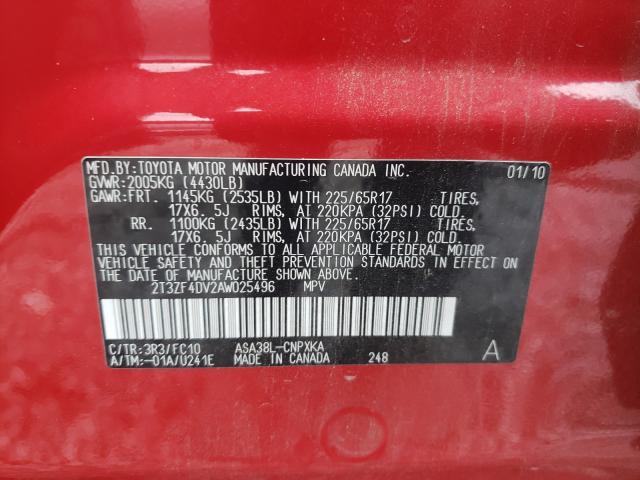 MFD.BY:TOYOTA MOTOR MANUFACTURING CANADA INC. 01/10
GVWR:2005KG (4430LB)
GAWR:FRT. 1145KG (2535LB) WITH 225/65R17 TIRES,
17X6.5J RIMS, AT 220KPA (32PSI) COLD.
RR. 1100KG (2435LB) WITH 225/65R17 TIRES,
17X6.5J RIMS, AT 220KPA (32PSI) COLD.
THIS VEHICLE CONFORMS TO ALL APPLICABLE FEDERAL MOTOR
VEHICLE SAFETY AND THEFT PREVENTION STANDARDS IN EFFECT ON
THE DATE OF MANUFACTURE SHOWN ABOVE.
2T3ZF4DV2AW025496 MPV
C/TR:3R3/FC10 ASA38L-CNPXKA
A/TM:-01A/U241E MADE IN CANADA 248 A